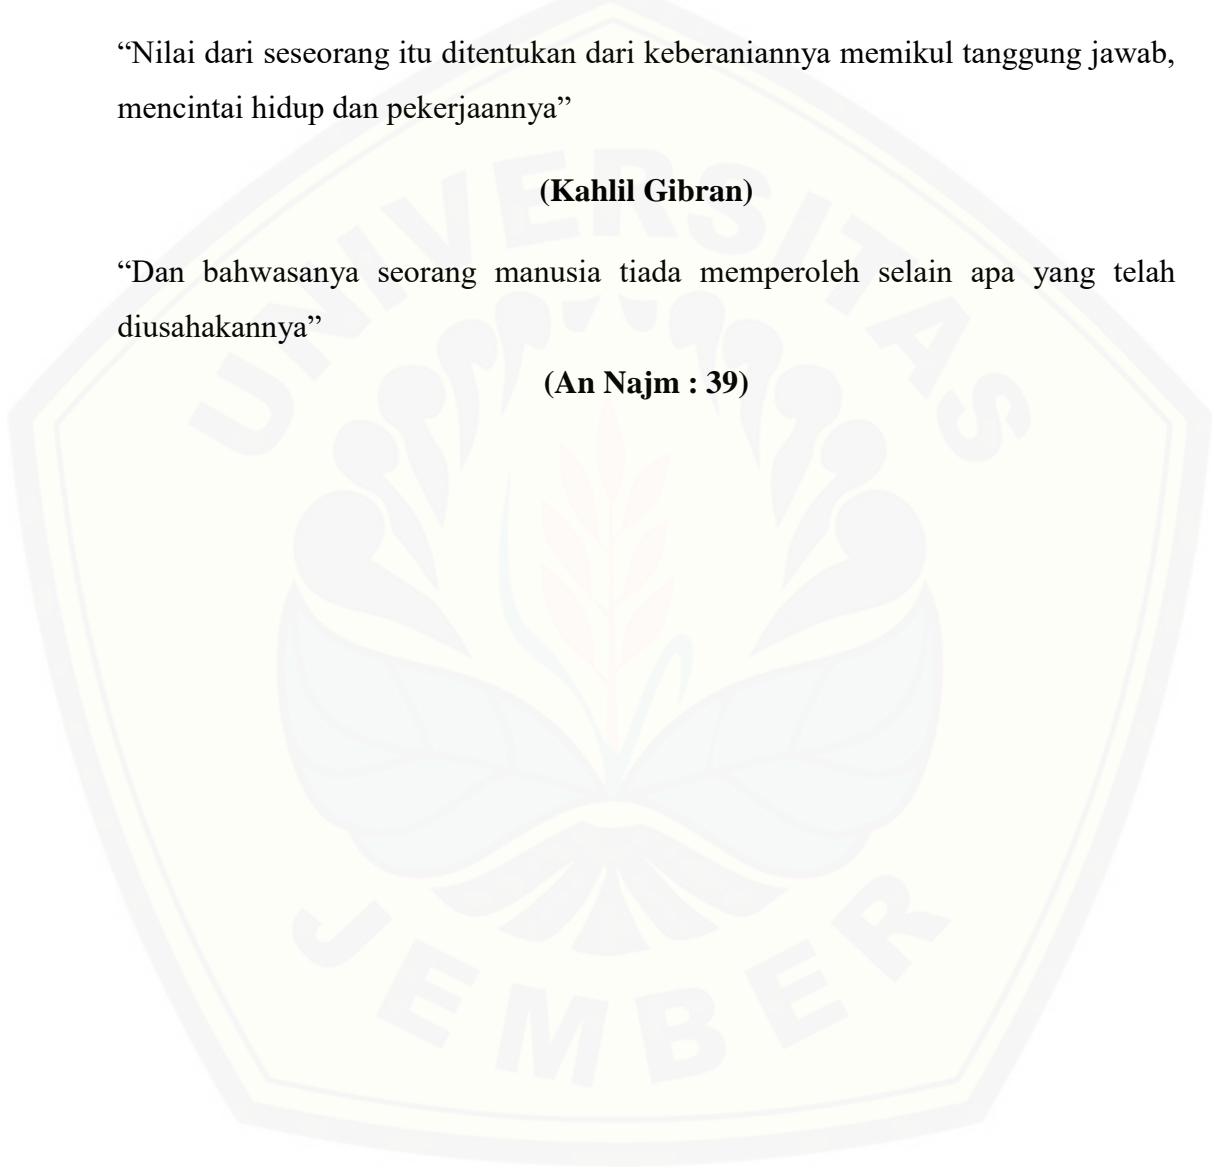 “Nilai dari seseorang itu ditentukan dari keberaniannya memikul tanggung jawab,
mencintai hidup dan pekerjaannya”
(Kahlil Gibran)
“Dan bahwasanya seorang manusia tiada memperoleh selain apa yang telah
diusahakannya”
(An Najm : 39)
UNIVERSITAS
JEMBER